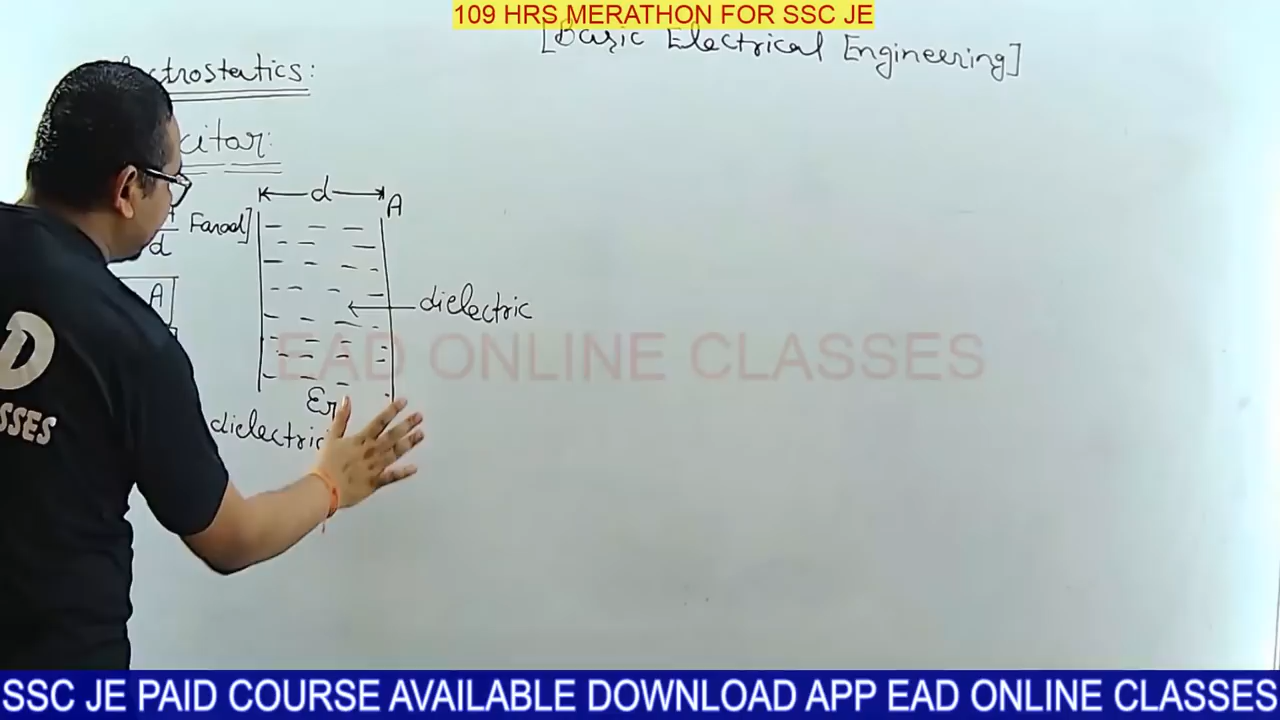 109 HRS MERATHON FOR SSC JE
[Basic Electrical Engineering]
ctrostatics:
citor:
d
A
Farad]
d
A]
dielectric
EAD ONLINE CLASSES
Er
dielectric
D
SSES
SSC JE PAID COURSE AVAILABLE DOWNLOAD APP EAD ONLINE CLASSES